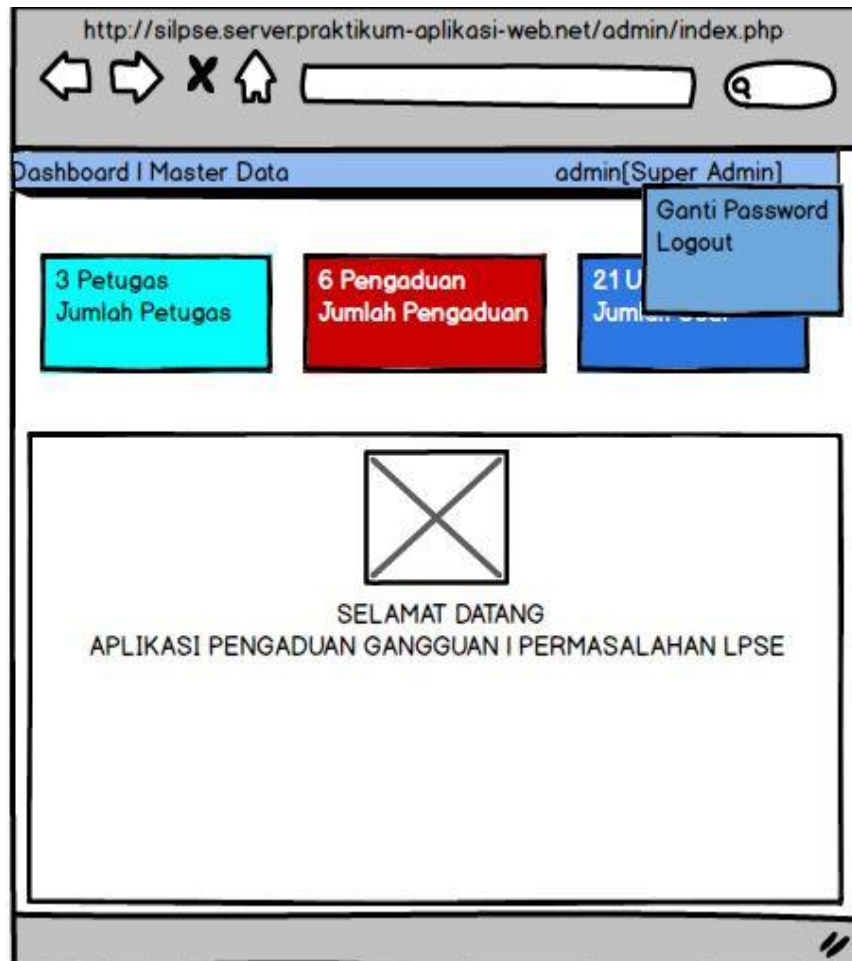 http://silpse.server.praktikum-aplikasi-web.net/admin/index.php
Dashboard | Master Data
admin[Super Admin]
Ganti Password
Logout
3 Petugas
Jumlah Petugas
6 Pengaduan
Jumlah Pengaduan
21
SELAMAT DATANG
APLIKASI PENGADUAN GANGGUAN | PERMASALAHAN LPSE